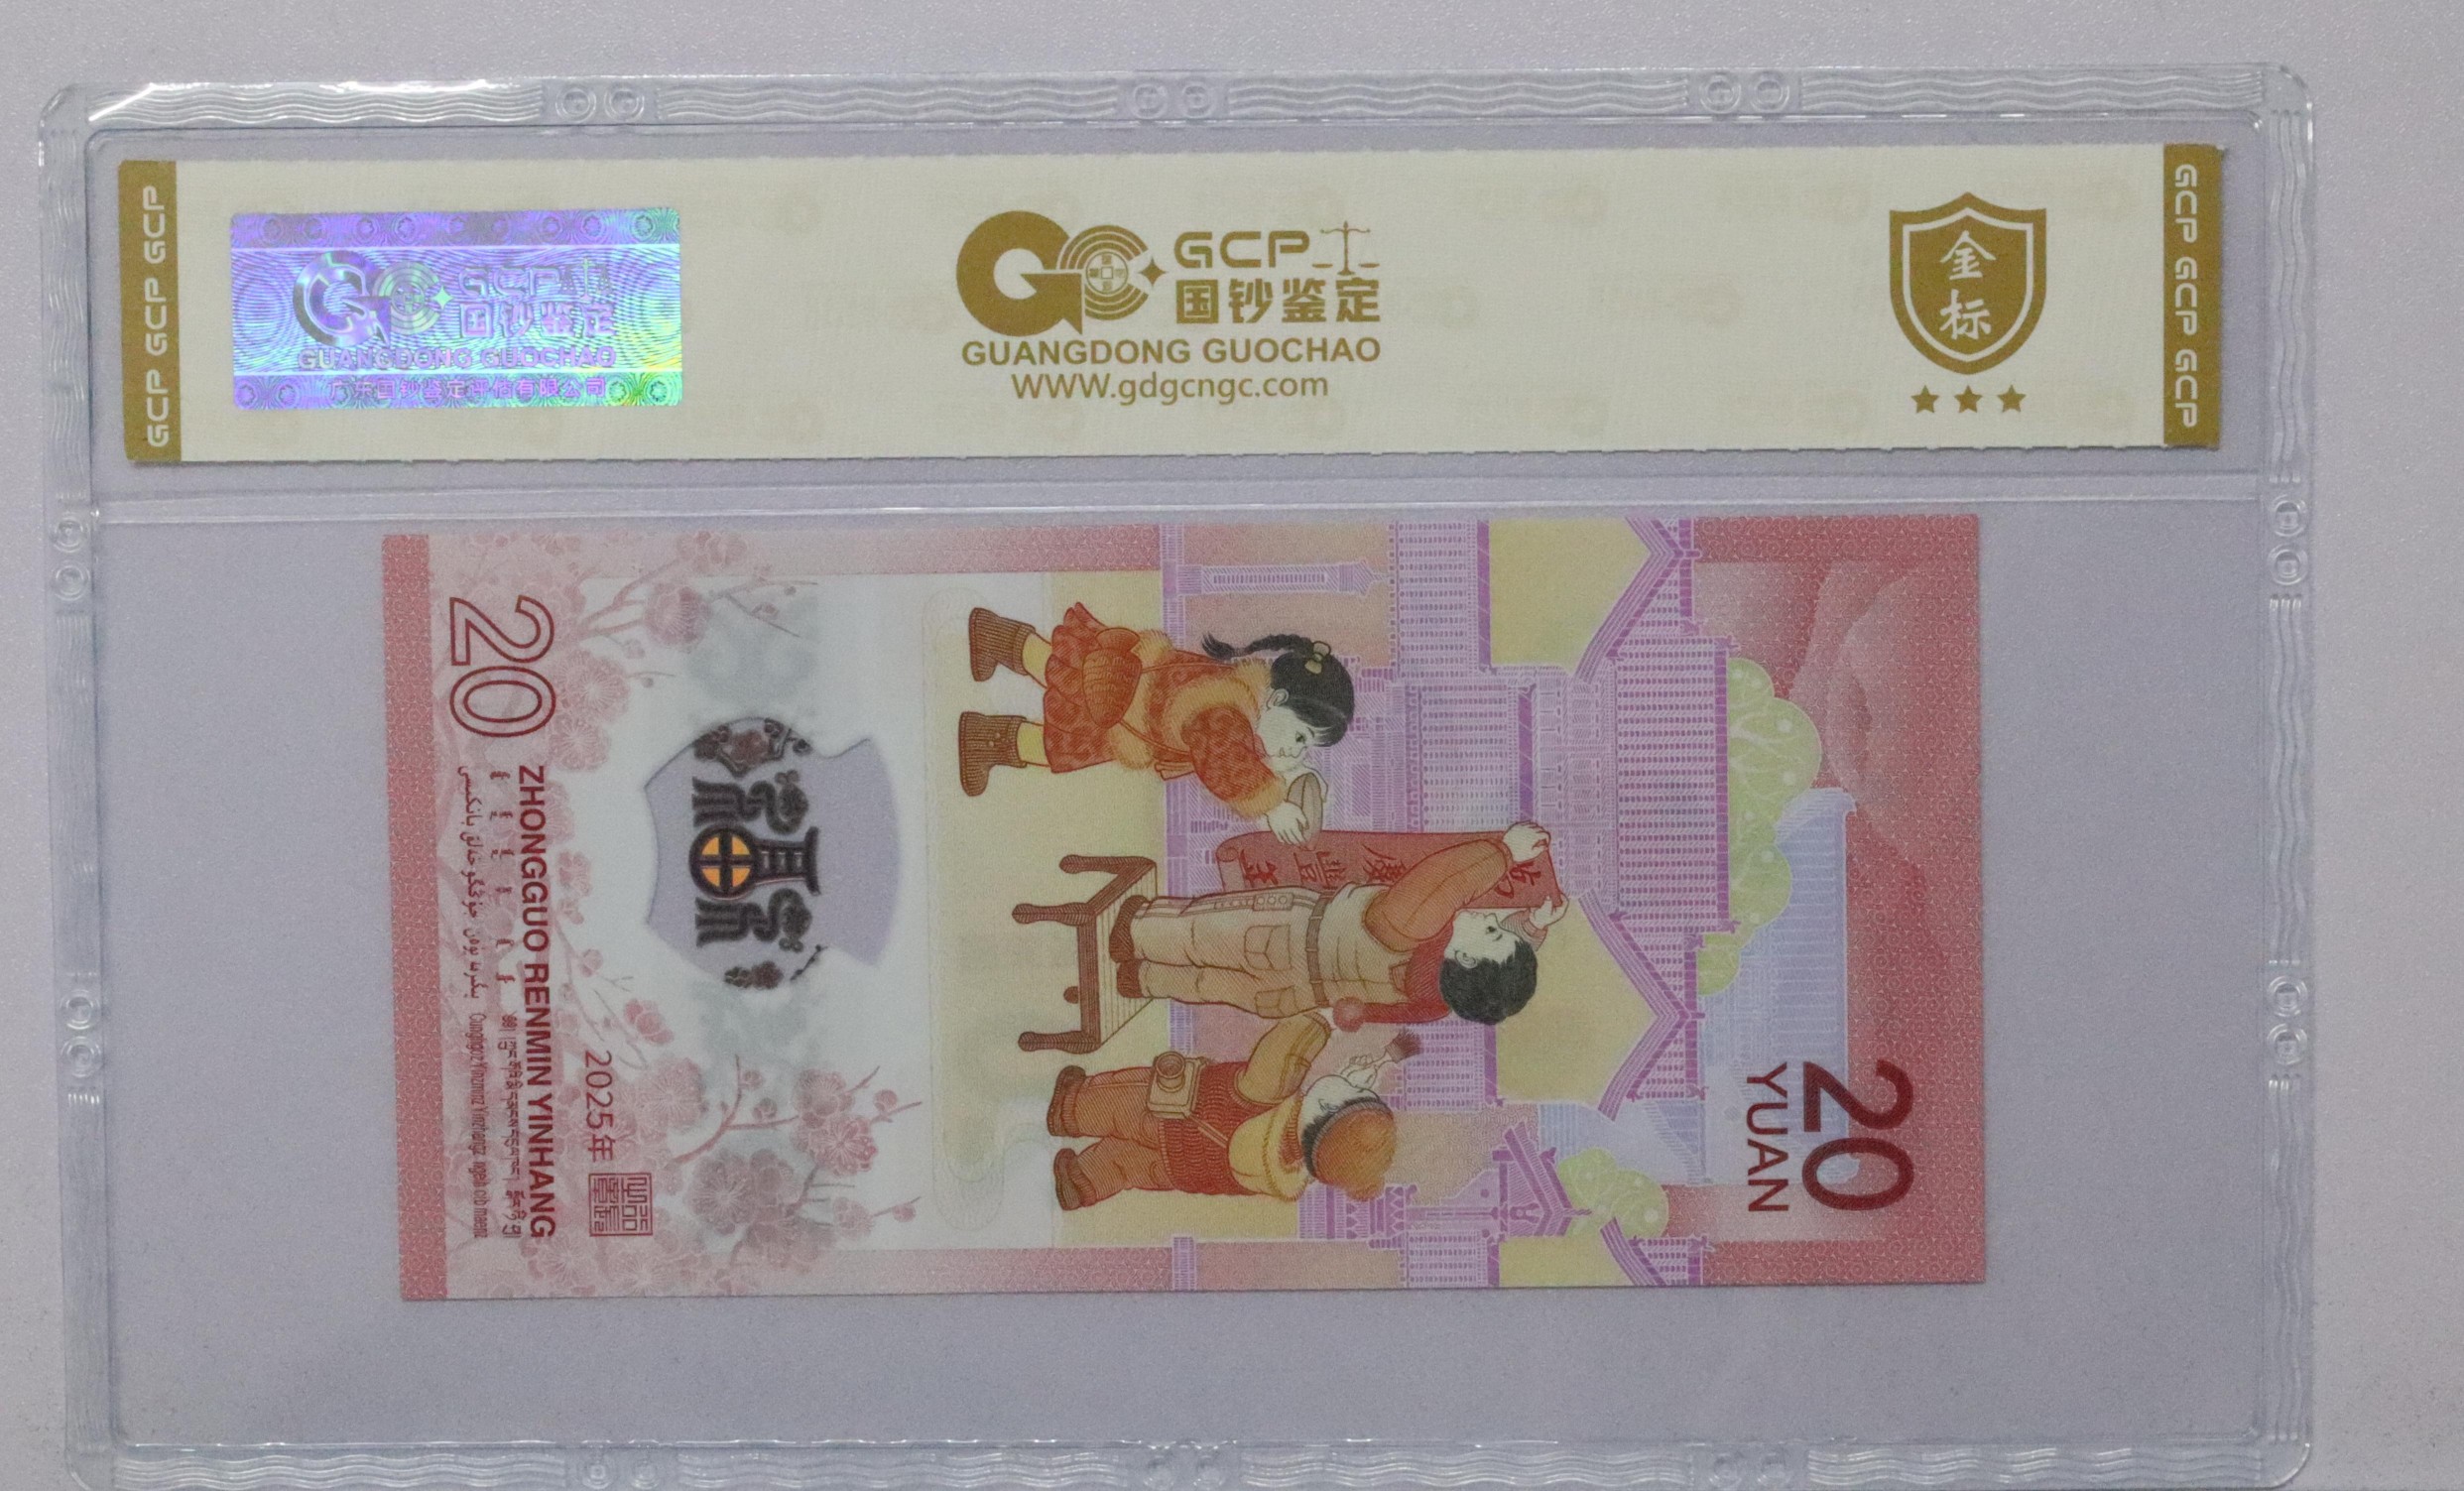 GCP GCP GCP
GCP
国钞鉴定
GUANGDONG GUOCHAO
广东国钞鉴定评估有限公司
GCP
国钞鉴定
GUANGDONG GUOCHAO
WWW.gdgcngc.com
金
标
GCP GCP GCP
20
YUAN
20
ZHONGGUO RENMIN YINHANG
2025年